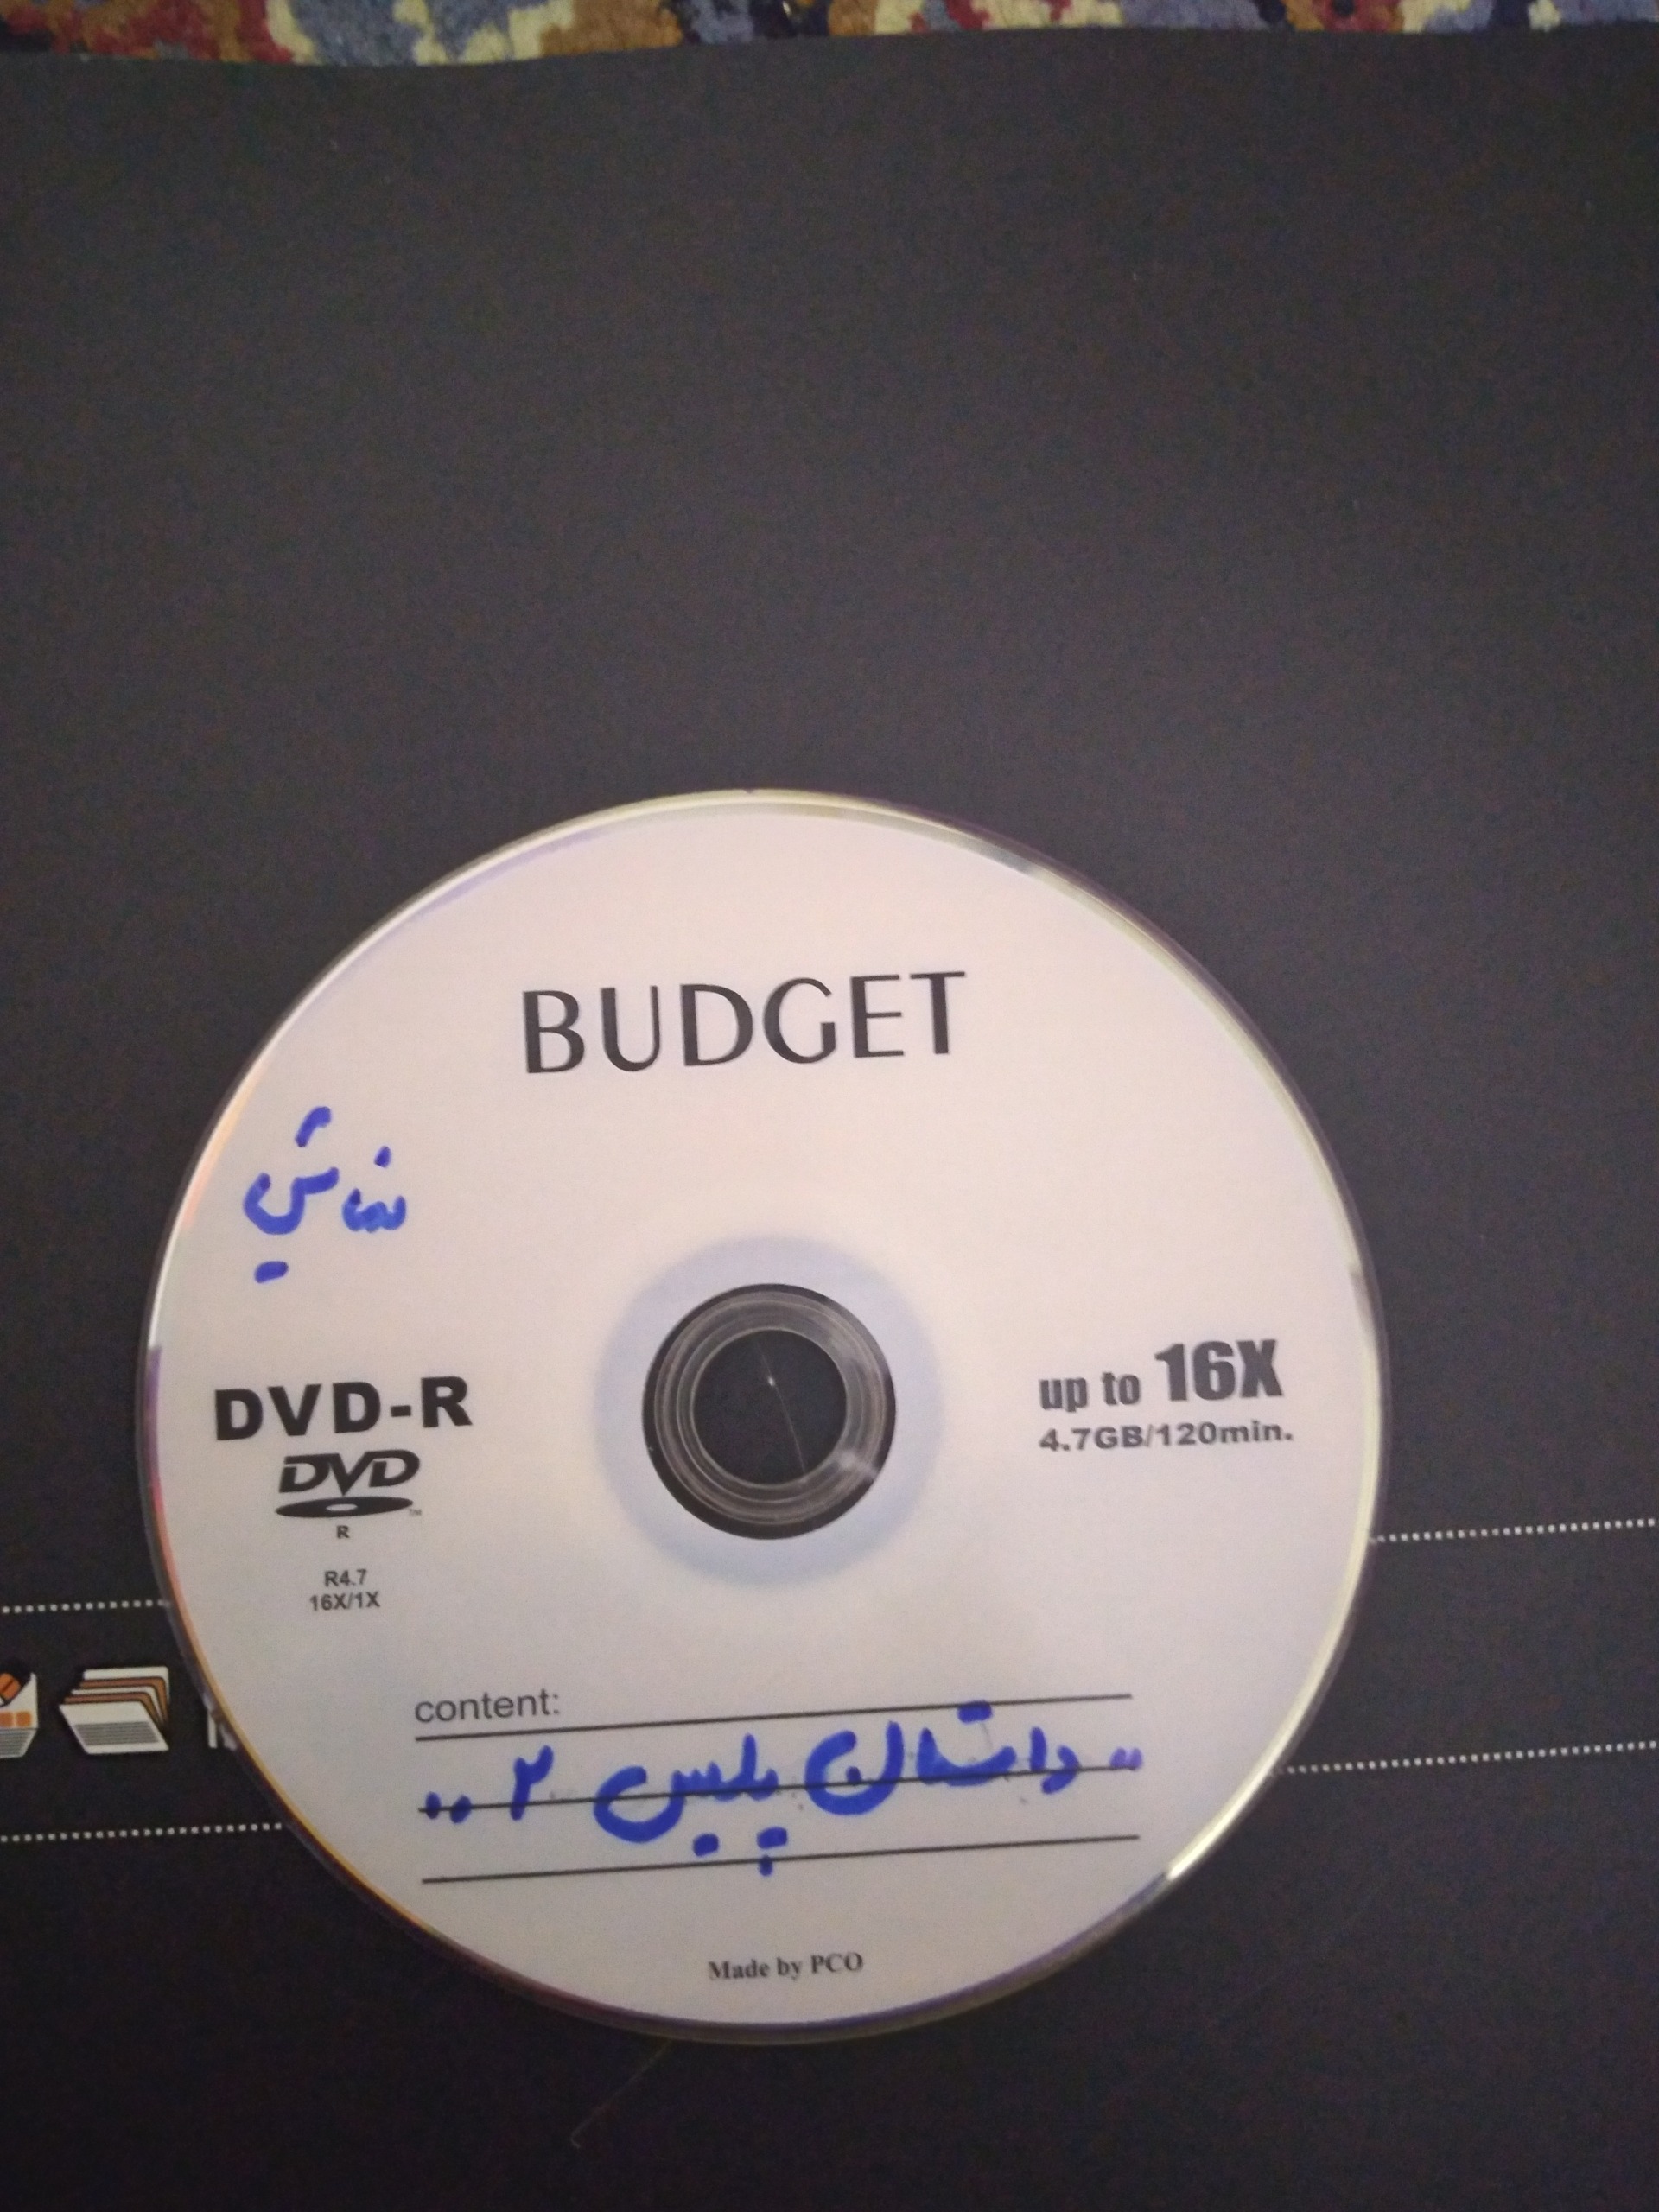 BUDGET
نمایش
DVD-R
DVD
™
R
R4.7
16X/1X
up to 16X
4.7GB/120min.
content:
" داستان پلیس ۲ "
Made by PCO